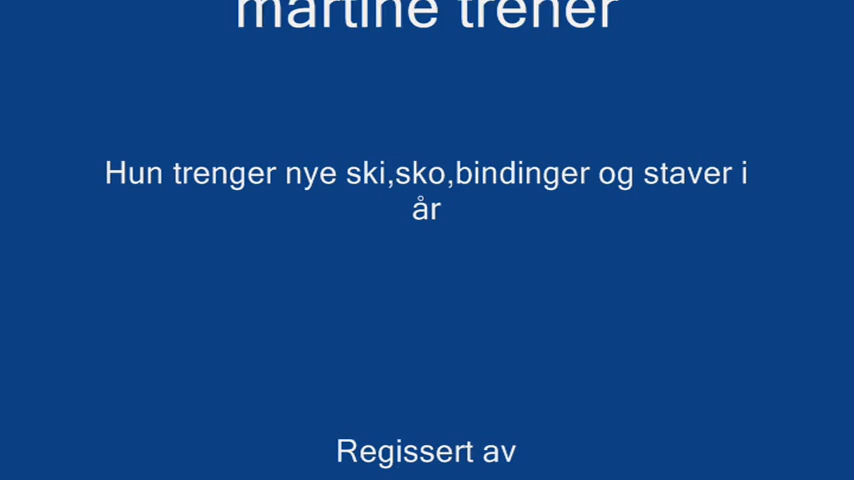 martine trener
Hun trenger nye ski,sko,bindinger og staver i
år
Regissert av